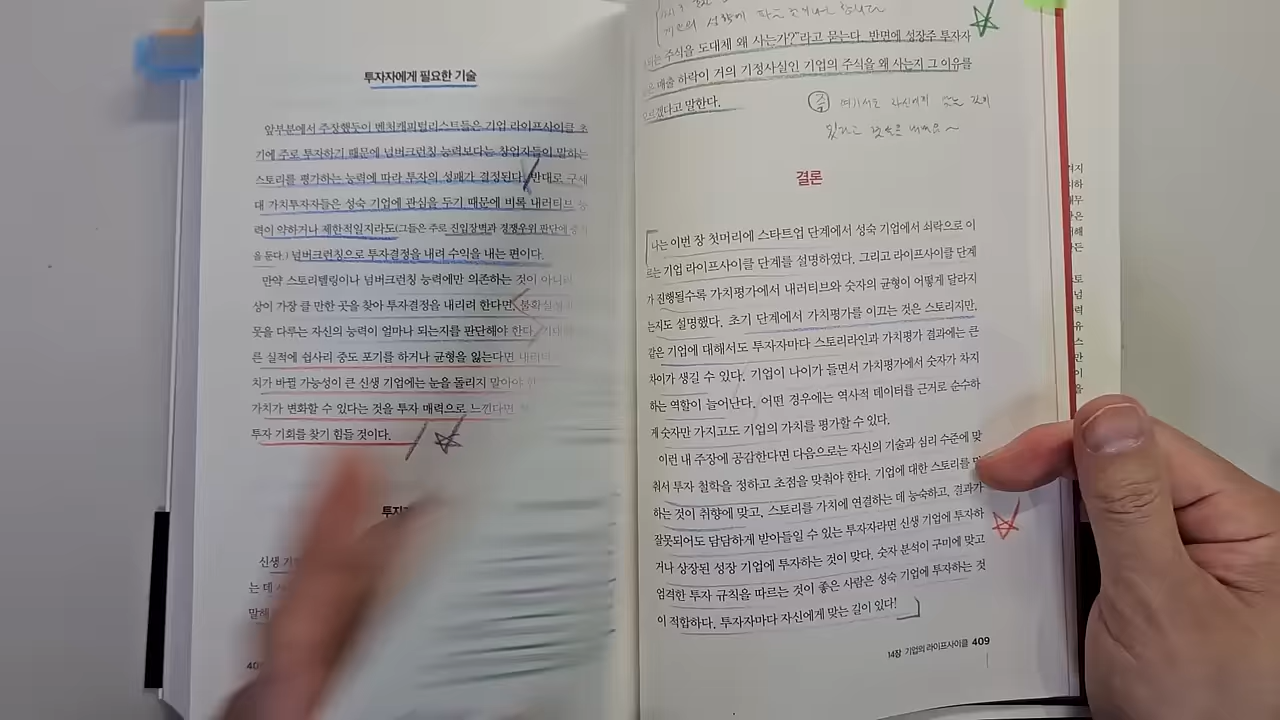 투자자에게 필요한 기술
앞부분에서 주장했듯이 벤처캐피털리스트들은 기업 라이프사이클 초
기에 주로 투자하기 때문에 넘버크런칭 능력보다는 창업자들이 말하는
스토리를 평가하는 능력에 따라 투자의 성패가 결정된다. 반대로 구세
대 가치투자자들은 성숙 기업에 관심을 두기 때문에 비록 내러티브 능
력이 약하거나 제한적일지라도(그들은 주로 진입장벽과 경쟁우위 판단에
을 둔다.) 넘버크런칭으로 투자결정을 내려 수익을 내는 편이다.
만약 스토리텔링이나 넘버크런칭 능력에만 의존하는 것이 아니라
상이 가장 클 만한 곳을 찾아 투자결정을 내리려 한다면, 불확실성과
못을 다루는 자신의 능력이 얼마나 되는지를 판단해야 한다.
른 실적에 쉽사리 중도 포기를 하거나 균형을 잃는다면
치가 바뀔 가능성이 큰 신생 기업에는 눈을 돌리지 말아야
가치가 변화할 수 있다는 것을 투자 매력으로 느낀다면
투자 기회를 찾기 힘들 것이다.
신생
는 데
말해
주식을 도대체 왜 사는가?"라고 묻는다. 반면에 성장주 투자자
매출 하락이 거의 기정사실인 기업의 주식을 왜 사는지 그 이유를
모르겠다고 말한다.
결론
나는 이번 장 첫머리에 스타트업 단계에서 성숙 기업에서 쇠락으로 이
르는 기업 라이프사이클 단계를 설명하였다. 그리고 라이프사이클 단계
가 진행될수록 가치평가에서 내러티브와 숫자의 균형이 어떻게 달라지
는지도 설명했다. 초기 단계에서 가치평가를 이끄는 것은 스토리지만,
같은 기업에 대해서도 투자자마다 스토리라인과 가치평가 결과에는 큰
차이가 생길 수 있다. 기업이 나이가 들면서 가치평가에서 숫자가 차지
하는 역할이 늘어난다. 어떤 경우에는 역사적 데이터를 근거로 순수하
게 숫자만 가지고도 기업의 가치를 평가할 수 있다.
이런 내 주장에 공감한다면 다음으로는 자신의 기술과 심리 수준에 맞
춰서 투자 철학을 정하고 초점을 맞춰야 한다. 기업에 대한 스토리를 말
하는 것이 취향에 맞고, 스토리를 가치에 연결하는 데 능숙하고, 결과가
잘못되어도 담담하게 받아들일 수 있는 투자자라면 신생 기업에 투자하
거나 상장된 성장 기업에 투자하는 것이 맞다. 숫자 분석이 구미에 맞고
엄격한 투자 규칙을 따르는 것이 좋은 사람은 성숙 기업에 투자하는 것
이 적합하다. 투자자마다 자신에게 맞는 길이 있다!
14장 기업의 라이프사이클 409